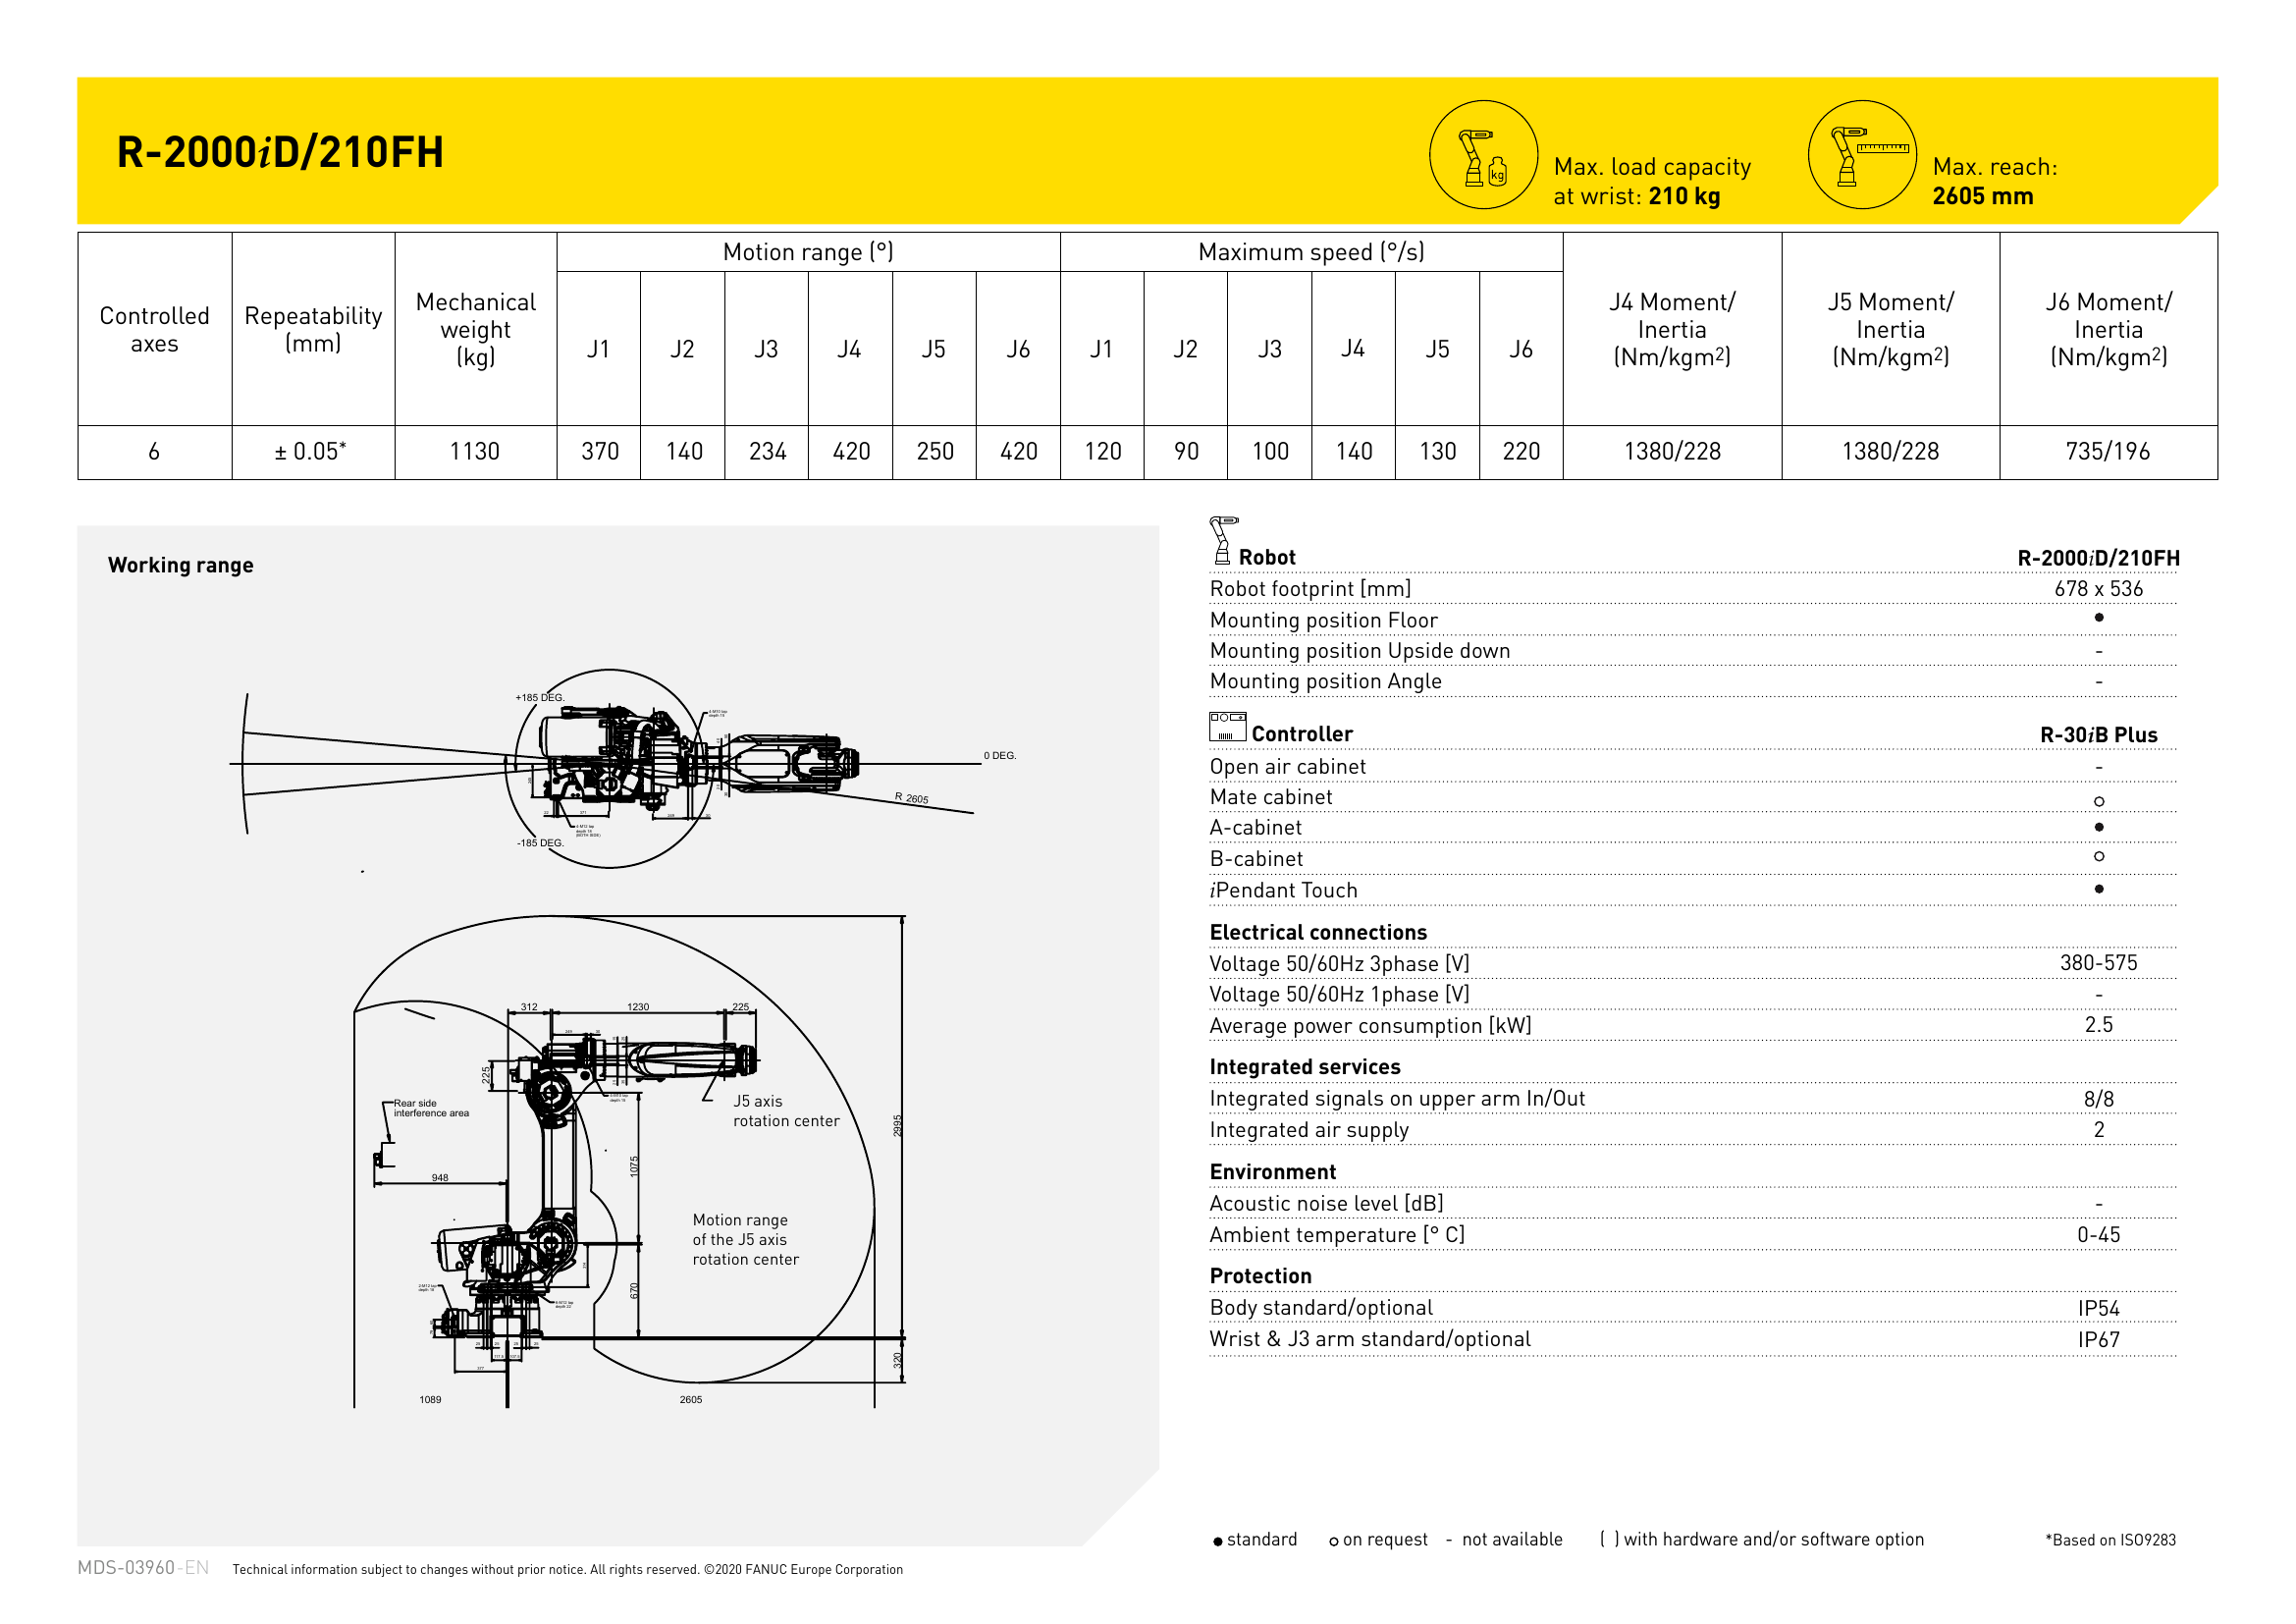 R-2000iD/210FH
Max. load capacity
at wrist: 210 kg
kg
Max. reach:
2605 mm
Controlled
axes
Repeatability
(mm)
Mechanical
weight
(kg)
Motion range (°)
Maximum speed (°/s)
J1 J2 J3 J4 J5 J6 J1 J2 J3 J4 J5 J6
J4 Moment/
Inertia
(Nm/kgm²)
J5 Moment/
Inertia
(Nm/kgm²)
J6 Moment/
Inertia
(Nm/kgm²)
6 ± 0.05* 1130 370 140 234 420 250 420 120 90 100 140 130 220 1380/228 1380/228 735/196
Working range
+185 DEG.
0 DEG.
R 2605
-185 DEG.
312 1230 225
225
Rear side
interference area
J5 axis
rotation center
2995
1075
948
Motion range
of the J5 axis
rotation center
670
320
1089 2605
Robot R-2000iD/210FH
Robot footprint [mm] 678 x 536
Mounting position Floor ●
Mounting position Upside down -
Mounting position Angle -
Controller R-30iB Plus
Open air cabinet -
Mate cabinet ○
A-cabinet ●
B-cabinet ○
iPendant Touch ●
Electrical connections
Voltage 50/60Hz 3phase [V] 380-575
Voltage 50/60Hz 1phase [V] -
Average power consumption [kW] 2.5
Integrated services
Integrated signals on upper arm In/Out 8/8
Integrated air supply 2
Environment
Acoustic noise level [dB] -
Ambient temperature [° C] 0-45
Protection
Body standard/optional IP54
Wrist & J3 arm standard/optional IP67
● standard ○ on request - not available ( ) with hardware and/or software option *Based on ISO9283
MDS-03960-EN Technical information subject to changes without prior notice. All rights reserved. ©2020 FANUC Europe Corporation